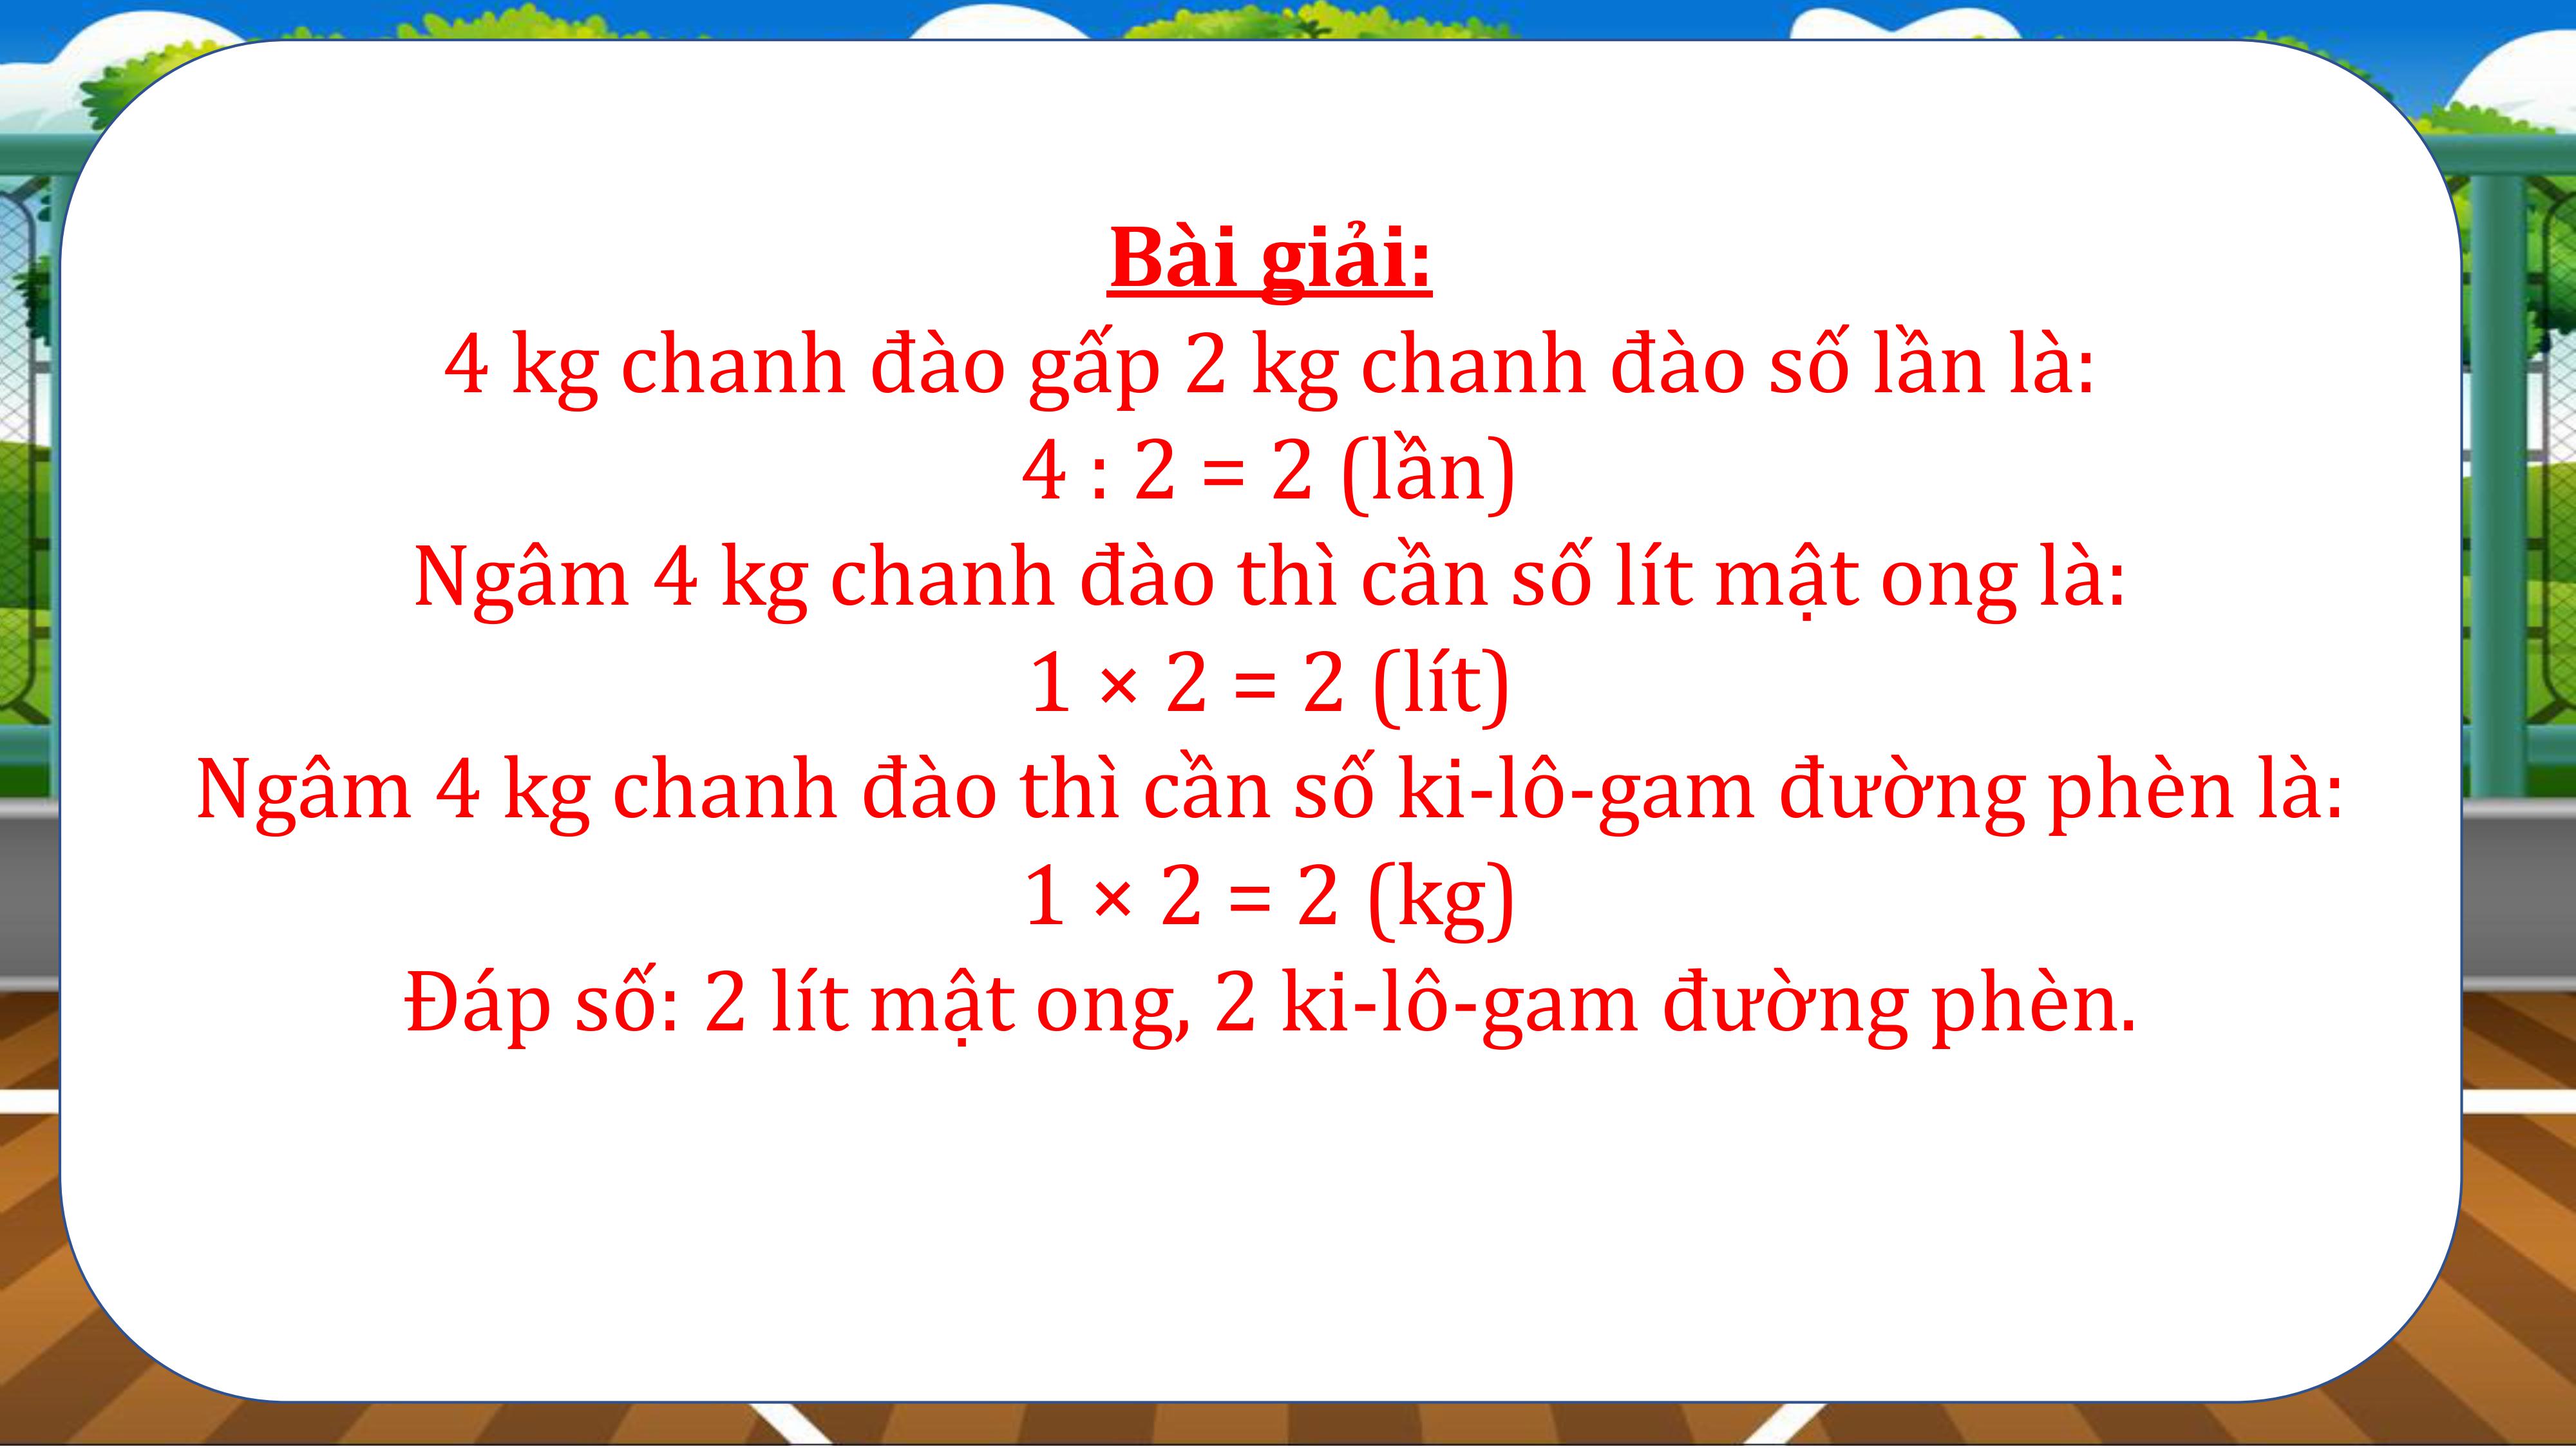 Bài giải:
4 kg chanh đào gấp 2 kg chanh đào số lần là:
4 : 2 = 2 (lần)
Ngâm 4 kg chanh đào thì cần số lít mật ong là:
1 × 2 = 2 (lít)
Ngâm 4 kg chanh đào thì cần số ki-lô-gam đường phèn là:
1 × 2 = 2 (kg)
Đáp số: 2 lít mật ong, 2 ki-lô-gam đường phèn.